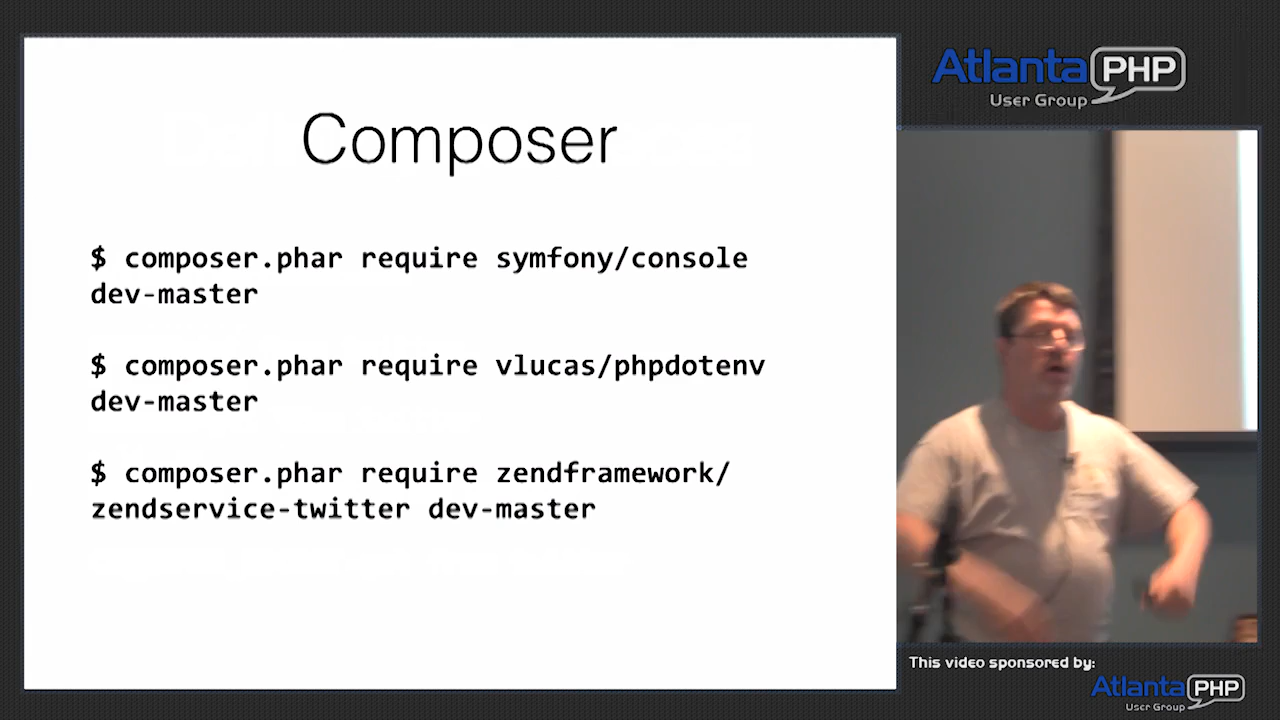 Composer
$ composer.phar require symfony/console
dev-master
$ composer.phar require vlucas/phpdotenv
dev-master
$ composer.phar require zendframework/
zendservice-twitter dev-master
Atlanta PHP
User Group
This video sponsored by:
Atlanta PHP
User Group